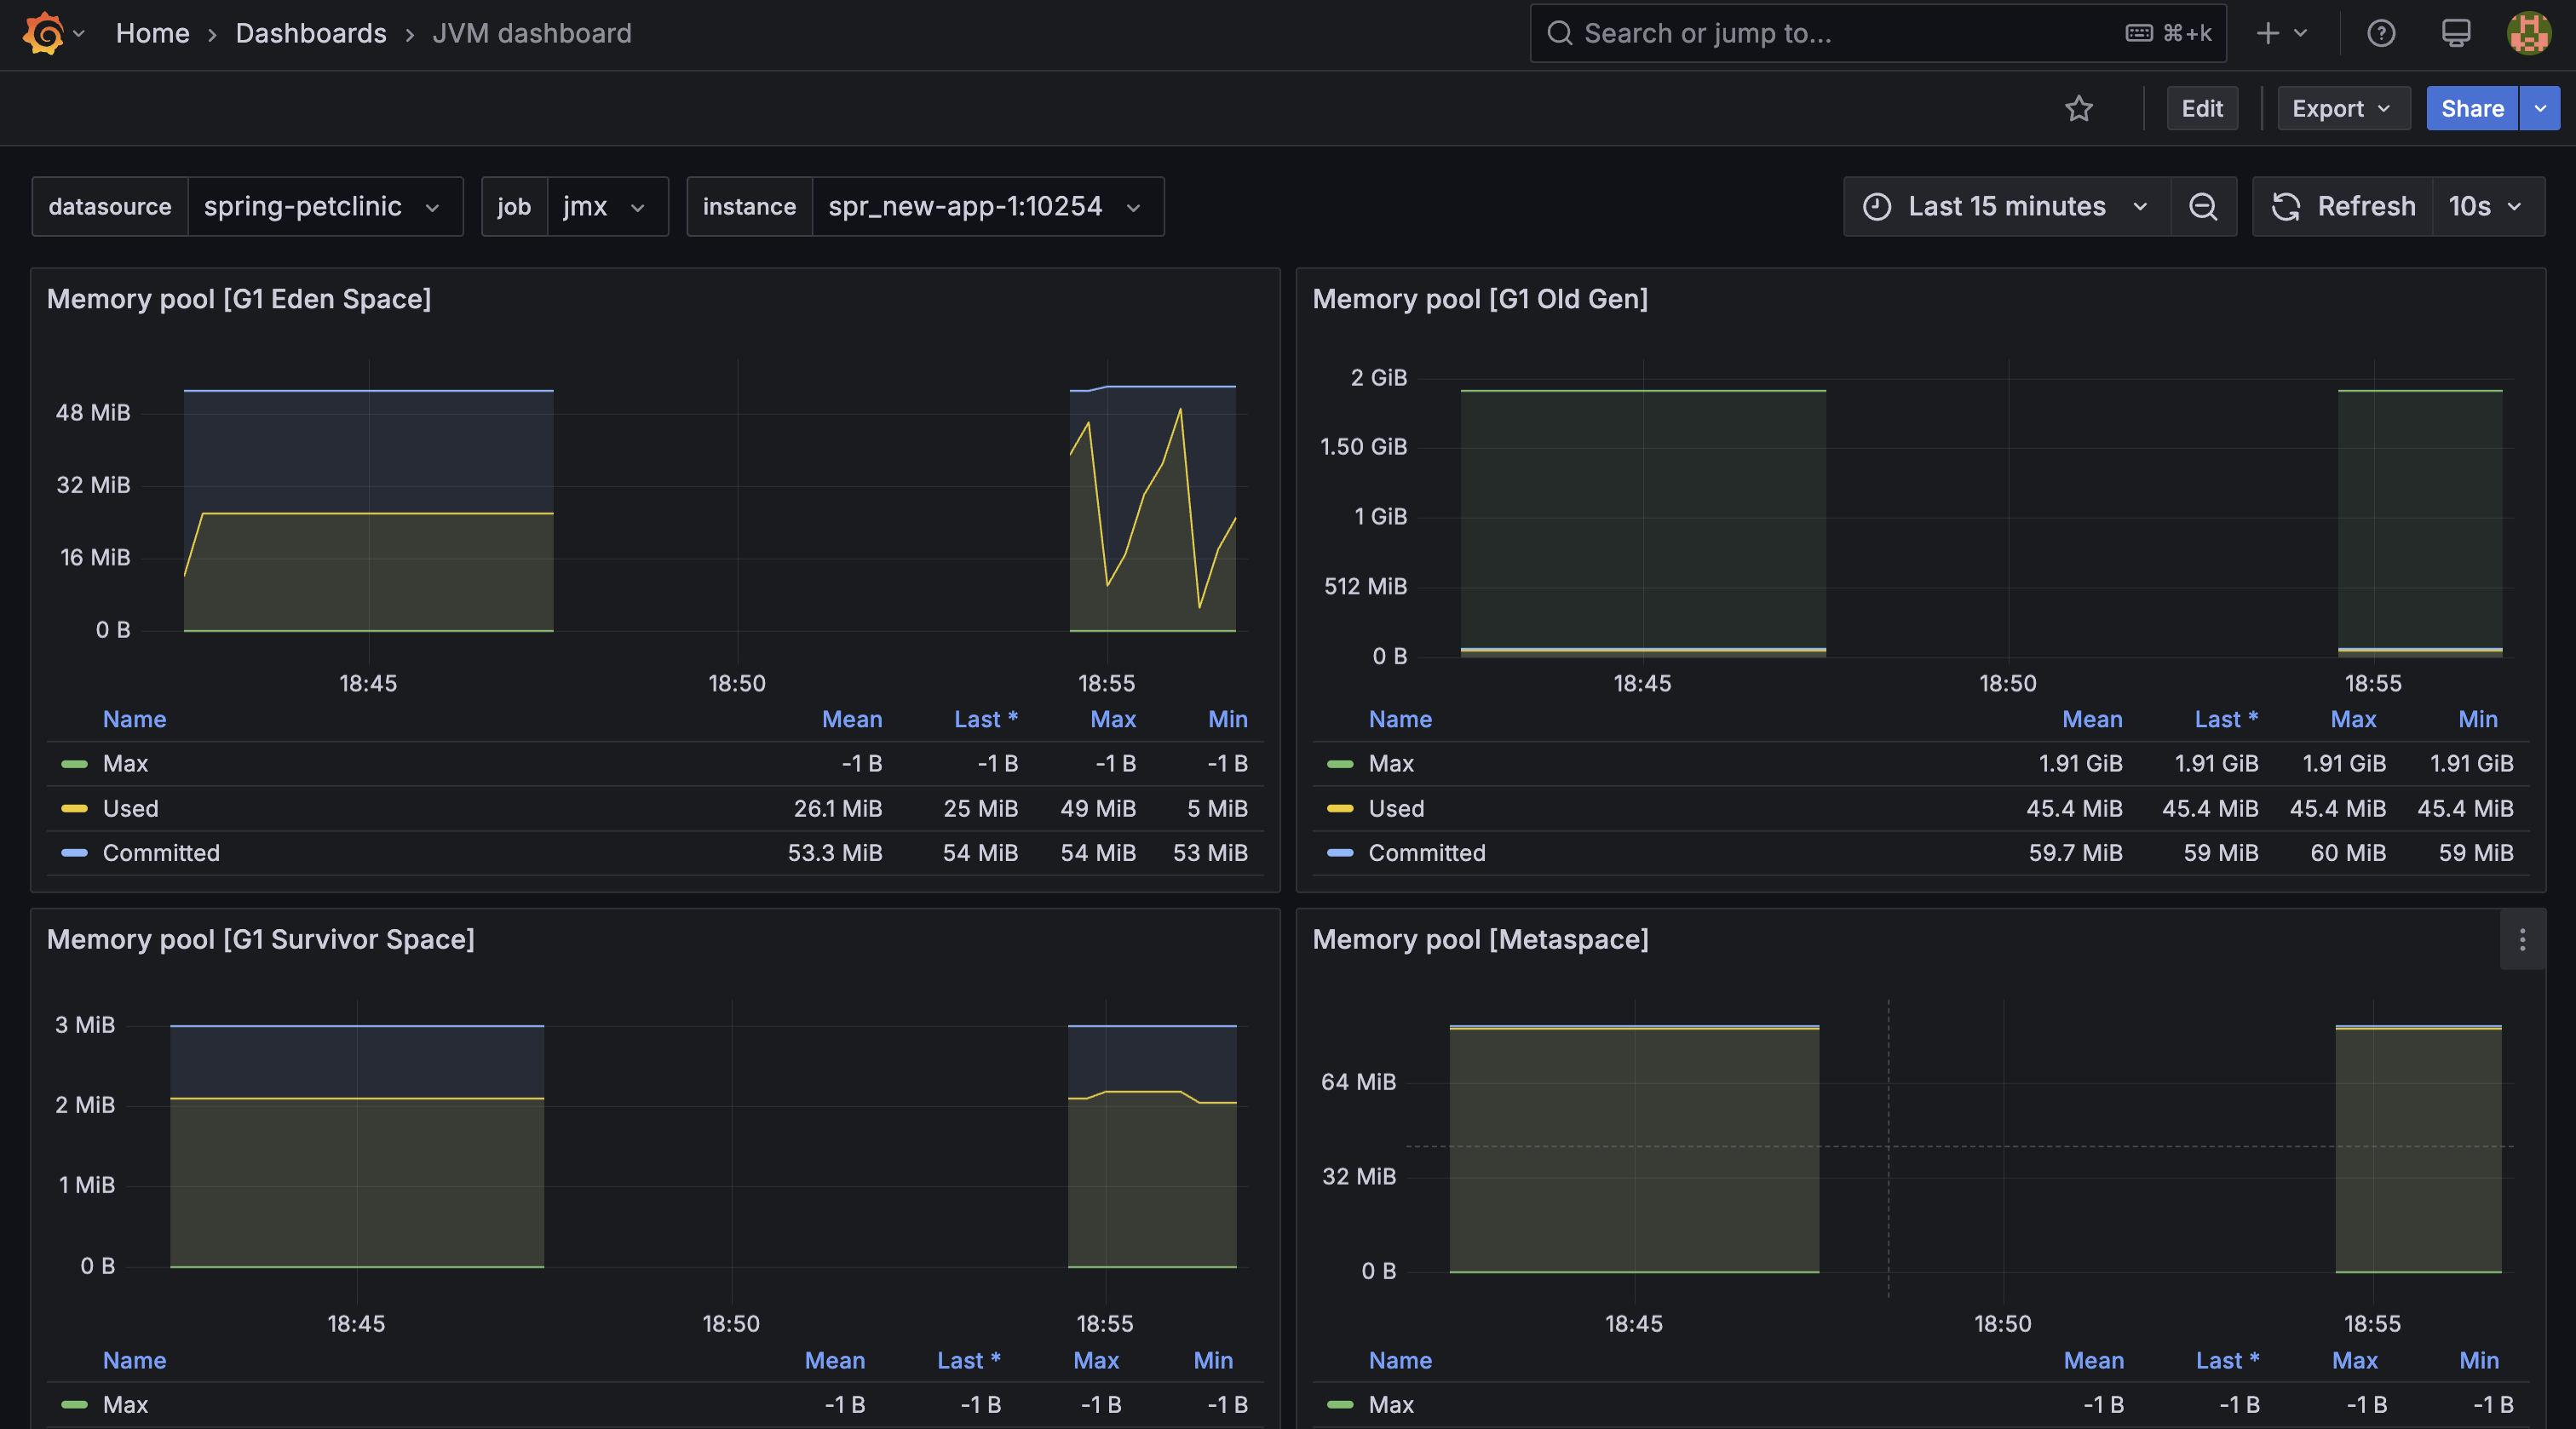 Home › Dashboards › JVM dashboard
Search or jump to... ⌘+k
Edit Export Share
datasource spring-petclinic job jmx instance spr_new-app-1:10254 Last 15 minutes Refresh 10s
Memory pool [G1 Eden Space]
48 MiB
32 MiB
16 MiB
0 B
18:45 18:50 18:55
Name Mean Last * Max Min
Max -1 B -1 B -1 B -1 B
Used 26.1 MiB 25 MiB 49 MiB 5 MiB
Committed 53.3 MiB 54 MiB 54 MiB 53 MiB
Memory pool [G1 Old Gen]
2 GiB
1.50 GiB
1 GiB
512 MiB
0 B
18:45 18:50 18:55
Name Mean Last * Max Min
Max 1.91 GiB 1.91 GiB 1.91 GiB 1.91 GiB
Used 45.4 MiB 45.4 MiB 45.4 MiB 45.4 MiB
Committed 59.7 MiB 59 MiB 60 MiB 59 MiB
Memory pool [G1 Survivor Space]
3 MiB
2 MiB
1 MiB
0 B
18:45 18:50 18:55
Name Mean Last * Max Min
Max -1 B -1 B -1 B -1 B
Memory pool [Metaspace]
64 MiB
32 MiB
0 B
18:45 18:50 18:55
Name Mean Last * Max Min
Max -1 B -1 B -1 B -1 B